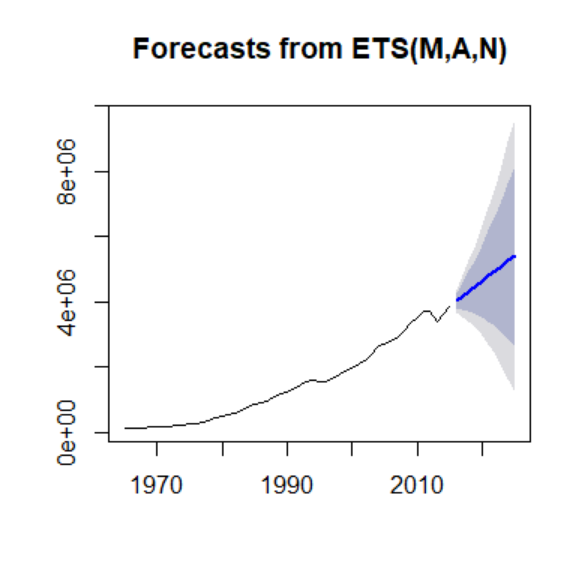 Forecasts from ETS(M,A,N)
8e+06
4e+06
0e+00
1970 1990 2010